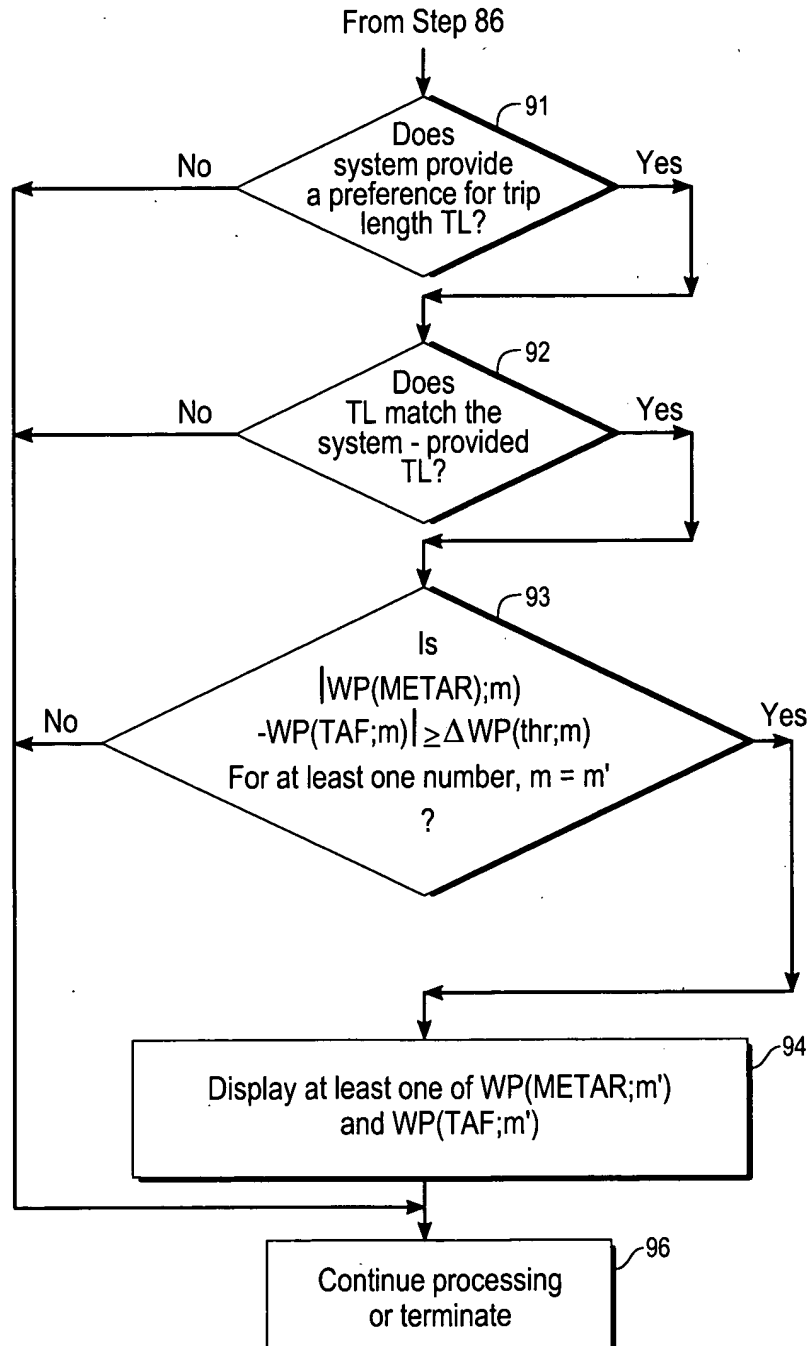 From Step 86
91
Does
system provide
a preference for trip
length TL?
No
Yes
92
Does
TL match the
system - provided
TL?
No
Yes
93
Is
|WP(METAR);m)
-WP(TAF;m)| ≥ Δ WP(thr;m)
For at least one number, m = m'
?
No
Yes
94
Display at least one of WP(METAR;m')
and WP(TAF;m')
96
Continue processing
or terminate